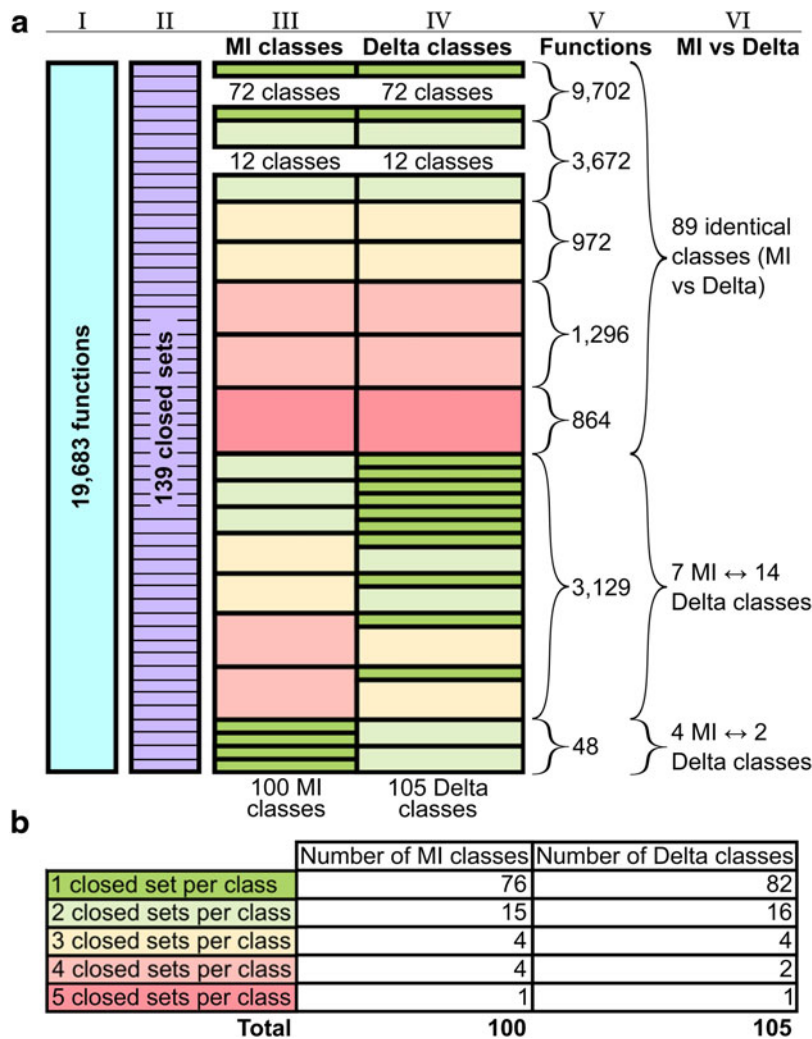 a
I II III IV V VI
MI classes Delta classes Functions MI vs Delta
72 classes 72 classes
9,702
12 classes 12 classes
3,672
972
89 identical
classes (MI
vs Delta)
1,296
864
19,683 functions
139 closed sets
3,129
7 MI ↔ 14
Delta classes
48
4 MI ↔ 2
Delta classes
100 MI
classes
105 Delta
classes
b
Number of MI classes Number of Delta classes
1 closed set per class 76 82
2 closed sets per class 15 16
3 closed sets per class 4 4
4 closed sets per class 4 2
5 closed sets per class 1 1
Total 100 105